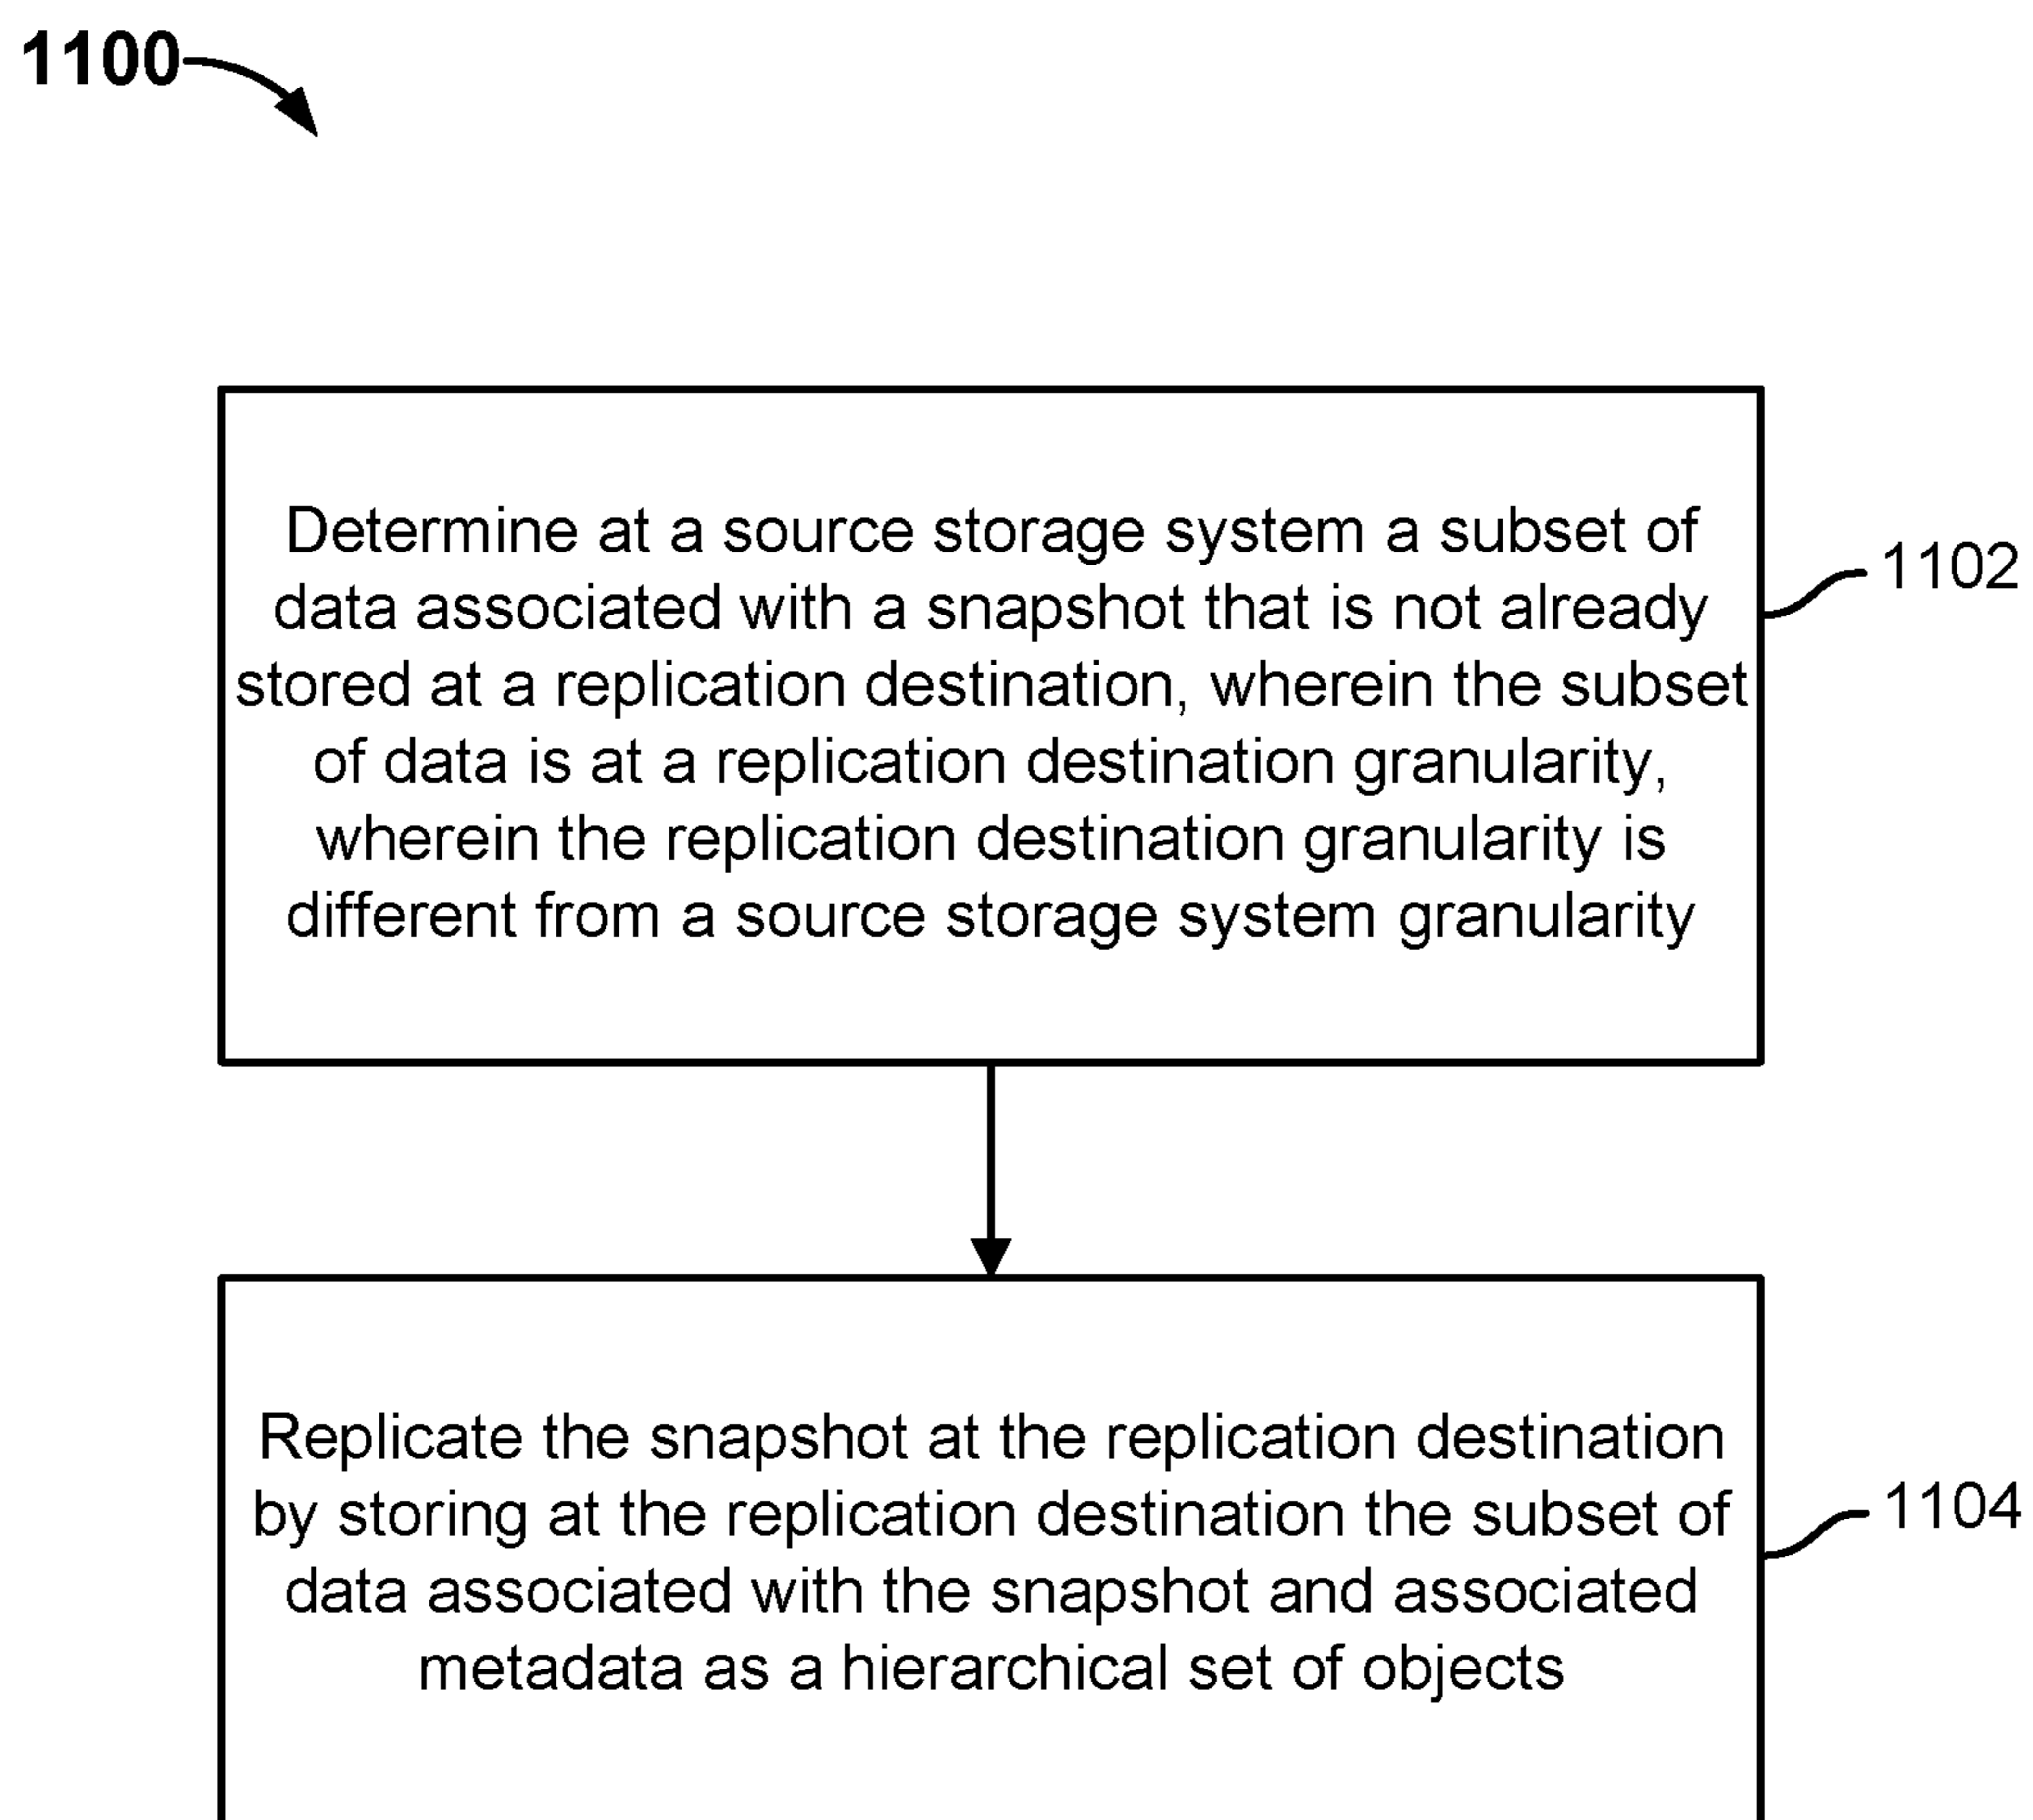 1100
Determine at a source storage system a subset of
data associated with a snapshot that is not already
stored at a replication destination, wherein the subset
of data is at a replication destination granularity,
wherein the replication destination granularity is
different from a source storage system granularity
1102
Replicate the snapshot at the replication destination
by storing at the replication destination the subset of
data associated with the snapshot and associated
metadata as a hierarchical set of objects
1104